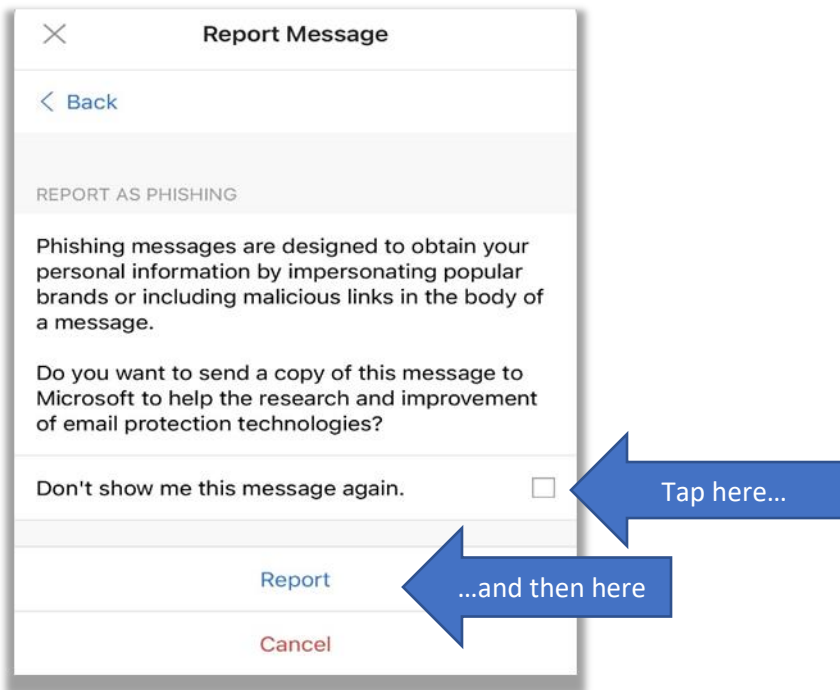 Report Message
Back
REPORT AS PHISHING
Phishing messages are designed to obtain your
personal information by impersonating popular
brands or including malicious links in the body of
a message.
Do you want to send a copy of this message to
Microsoft to help the research and improvement
of email protection technologies?
Don't show me this message again.
Tap here…
Report
…and then here
Cancel